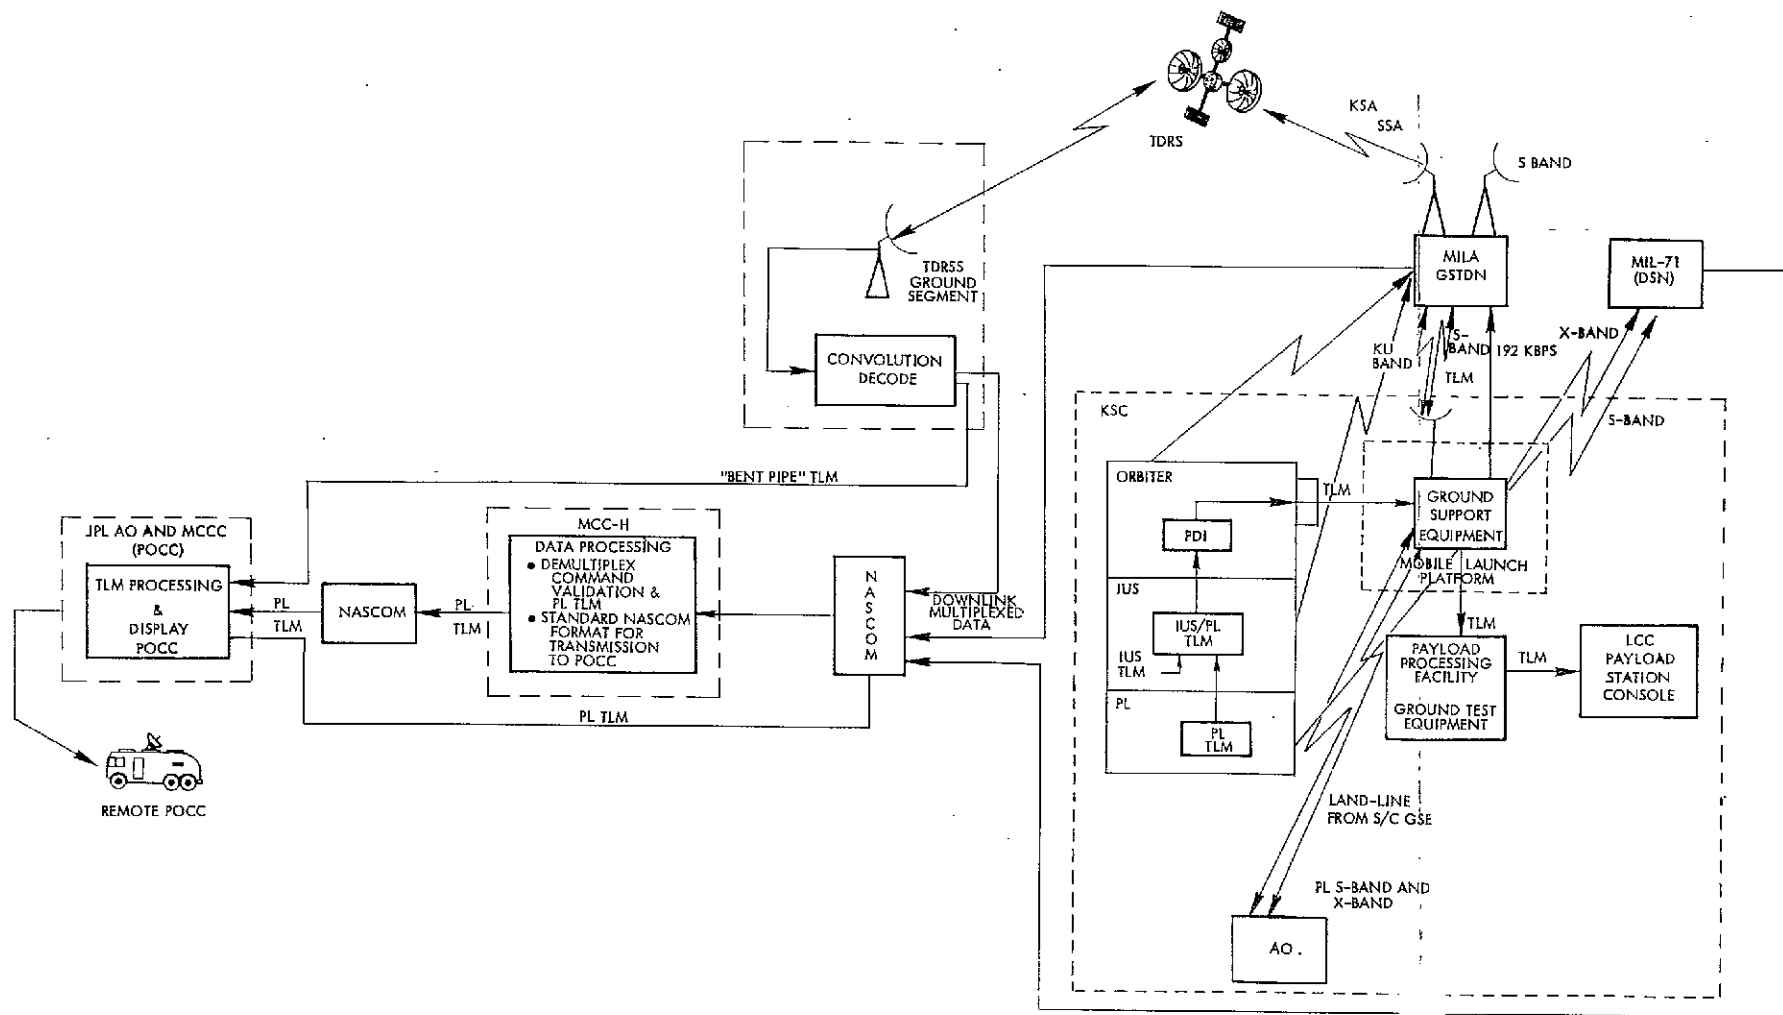 KSA
SSA
TDRS
S BAND
TDRSS
GROUND
SEGMENT
MILA
GSTDN
MIL-71
(DSN)
CONVOLUTION
DECODE
KU
BAND
S-
BAND
192 KBPS
TLM
X-BAND
S-BAND
KSC
"BENT PIPE" TLM
ORBITER
TLM
PDI
GROUND
SUPPORT
EQUIPMENT
MOBILE LAUNCH
PLATFORM
JPL AO AND MCCC
(POCC)
TLM PROCESSING
&
DISPLAY
POCC
PL
TLM
NASCOM
PL
TLM
MCC-H
DATA PROCESSING
• DEMULTIPLEX
COMMAND
VALIDATION &
PL TLM
• STANDARD NASCOM
FORMAT FOR
TRANSMISSION
TO POCC
NASCOM
DOWNLINK
MULTIPLEXED
DATA
IUS
IUS/PL
TLM
IUS
TLM
PL
PL
TLM
TLM
PAYLOAD
PROCESSING
FACILITY
GROUND TEST
EQUIPMENT
TLM
LCC
PAYLOAD
STATION
CONSOLE
PL TLM
REMOTE POCC
LAND-LINE
FROM S/C GSE
PL S-BAND AND
X-BAND
AO.